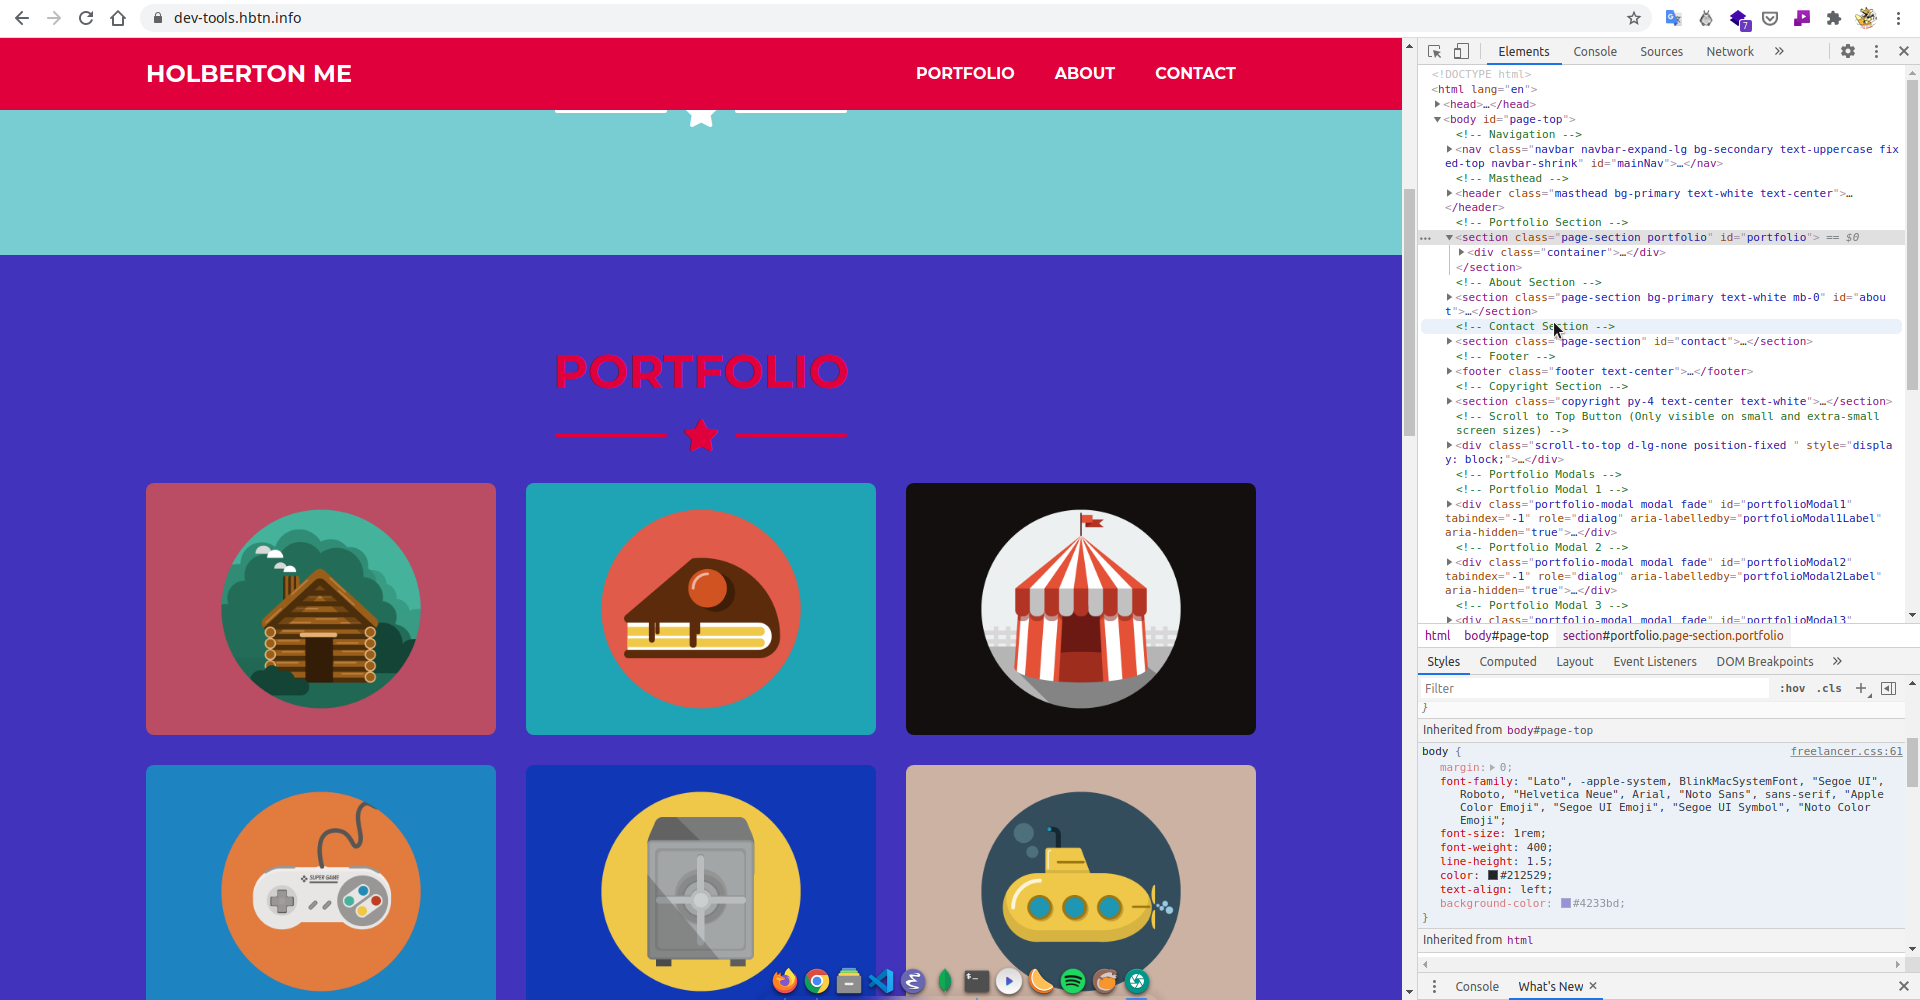 dev-tools.hbtn.info
7
HOLBERTON ME
PORTFOLIO
ABOUT
CONTACT
PORTFOLIO
SUPER GAME
Elements
Console
Sources
Network
<!DOCTYPE html>
<html lang="en">
<head>…</head>
<body id="page-top">
<!-- Navigation -->
<nav class="navbar navbar-expand-lg bg-secondary text-uppercase fix
ed-top navbar-shrink" id="mainNav">…</nav>
<!-- Masthead -->
<header class="masthead bg-primary text-white text-center">…
</header>
<!-- Portfolio Section -->
<section class="page-section portfolio" id="portfolio"> == $0
<div class="container">…</div>
</section>
<!-- About Section -->
<section class="page-section bg-primary text-white mb-0" id="abou
t">…</section>
<!-- Contact Section -->
<section class="page-section" id="contact">…</section>
<!-- Footer -->
<footer class="footer text-center">…</footer>
<!-- Copyright Section -->
<section class="copyright py-4 text-center text-white">…</section>
<!-- Scroll to Top Button (Only visible on small and extra-small
screen sizes) -->
<div class="scroll-to-top d-lg-none position-fixed " style="displa
y: block;">…</div>
<!-- Portfolio Modals -->
<!-- Portfolio Modal 1 -->
<div class="portfolio-modal modal fade" id="portfolioModal1"
tabindex="-1" role="dialog" aria-labelledby="portfolioModal1Label"
aria-hidden="true">…</div>
<!-- Portfolio Modal 2 -->
<div class="portfolio-modal modal fade" id="portfolioModal2"
tabindex="-1" role="dialog" aria-labelledby="portfolioModal2Label"
aria-hidden="true">…</div>
<!-- Portfolio Modal 3 -->
<div class="portfolio-modal modal fade" id="portfolioModal3"
html
body#page-top
section#portfolio.page-section.portfolio
Styles
Computed
Layout
Event Listeners
DOM Breakpoints
Filter
:hov
.cls
}
Inherited from body#page-top
body {
freelancer.css:61
margin: 0;
font-family: "Lato", -apple-system, BlinkMacSystemFont, "Segoe UI",
Roboto, "Helvetica Neue", Arial, "Noto Sans", sans-serif, "Apple
Color Emoji", "Segoe UI Emoji", "Segoe UI Symbol", "Noto Color
Emoji";
font-size: 1rem;
font-weight: 400;
line-height: 1.5;
color: #212529;
text-align: left;
background-color: #4233bd;
}
Inherited from html
Console
What's New